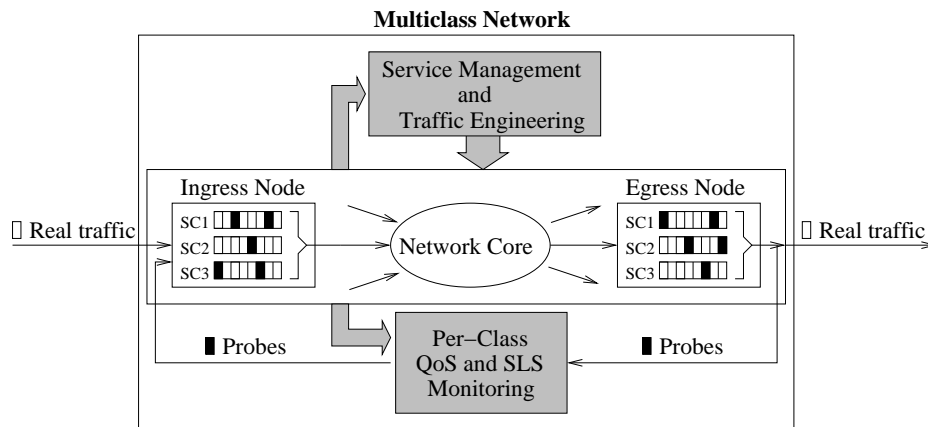 Multiclass Network
Service Management
and
Traffic Engineering
Ingress Node
Egress Node
SC1
SC2
SC3
SC1
SC2
SC3
Real traffic
Network Core
Real traffic
Probes
Probes
Per−Class
QoS and SLS
Monitoring